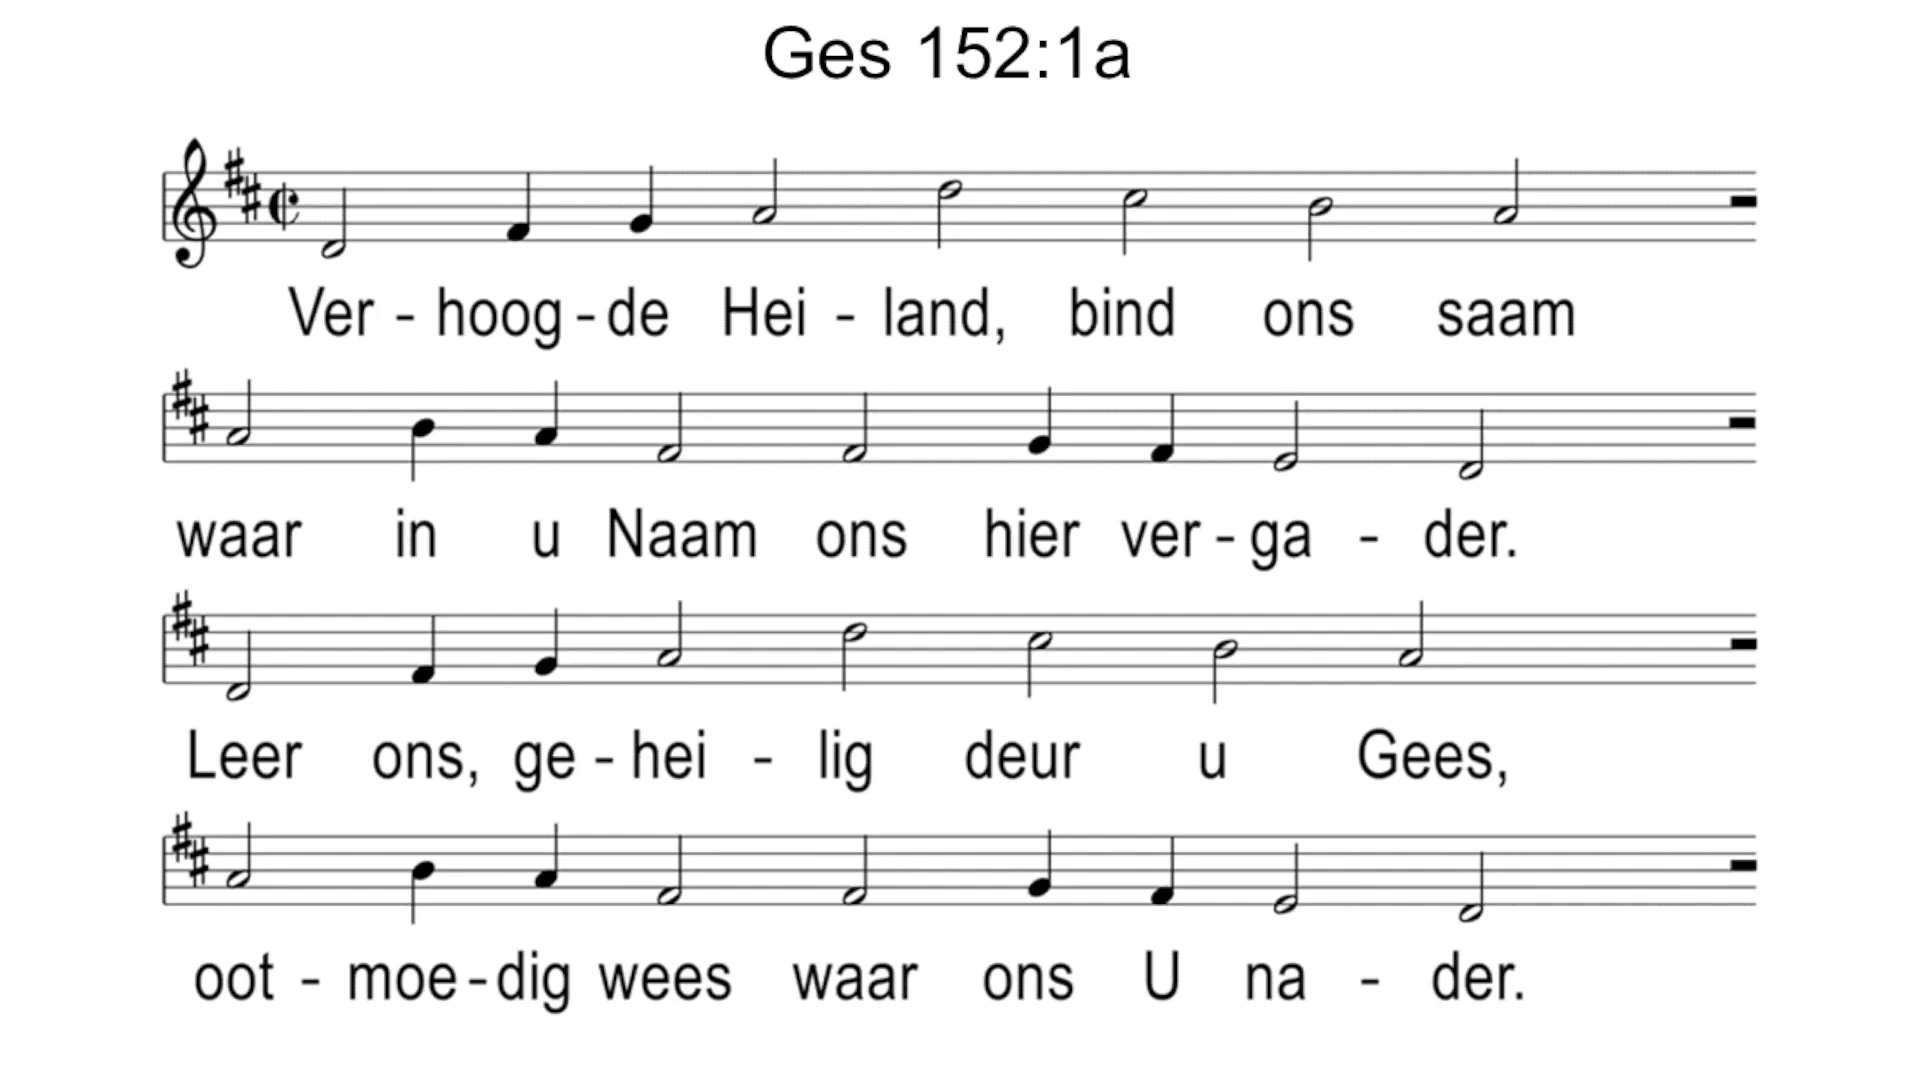 Ges 152:1a
Ver - hoog - de Hei - land, bind ons saam
waar in u Naam ons hier ver - ga - der.
Leer ons, ge - hei - lig deur u Gees,
oot - moe - dig wees waar ons U na - der.